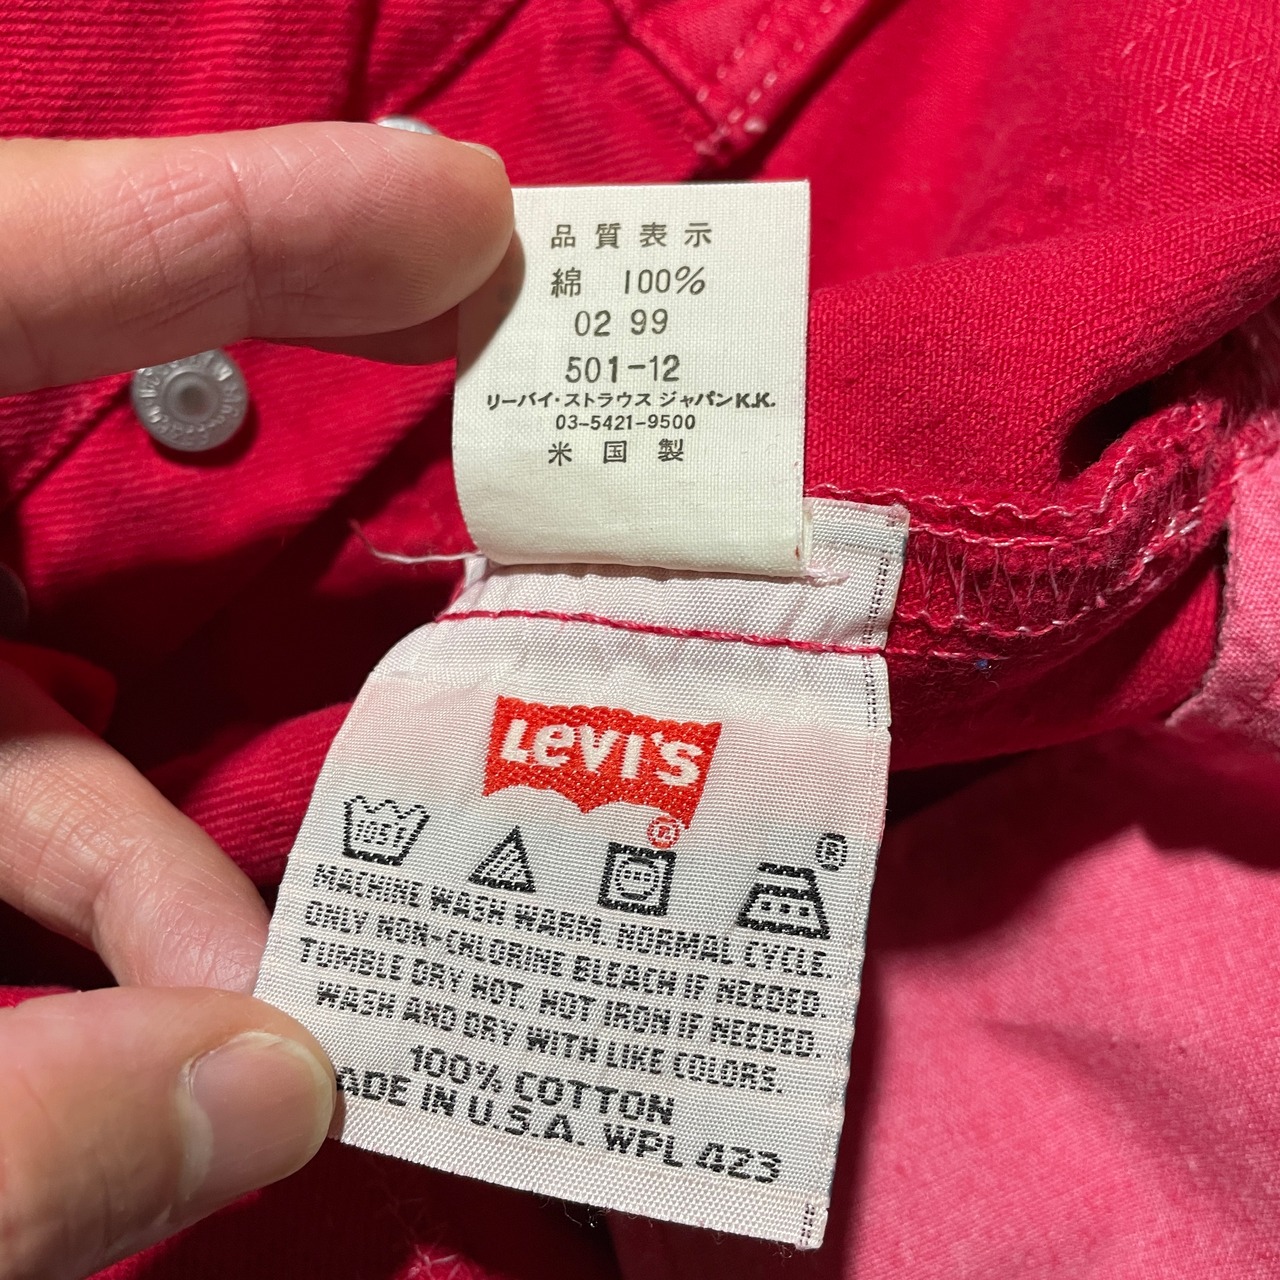 品質表示
綿 100%
02 99
501-12
リーバイ・ストラウス ジャパンK.K.
03-5421-9500
米国製
LEVI'S
®
105F
®
MACHINE WASH WARM. NORMAL CYCLE.
ONLY NON-CHLORINE BLEACH IF NEEDED
TUMBLE DRY HOT. HOT IRON IF NEEDED.
WASH AND DRY WITH LIKE COLORS.
100% COTTON
ADE IN U.S.A. WPL 423